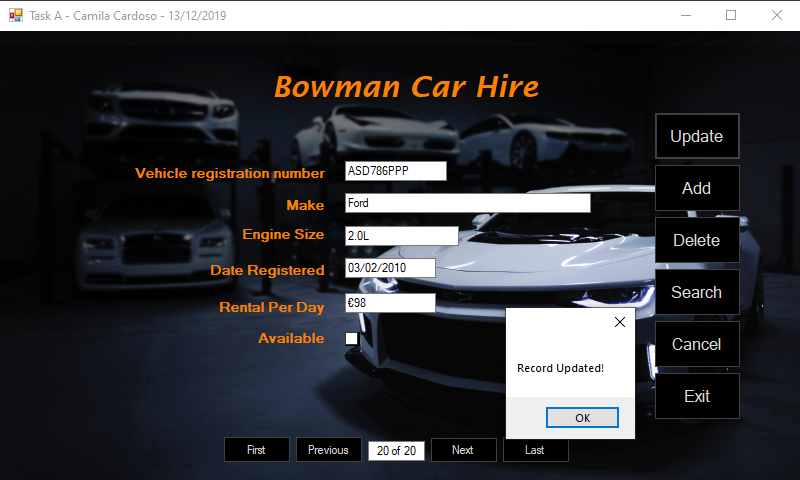 Task A - Camila Cardoso - 13/12/2019
Bowman Car Hire
Update
Vehicle registration number ASD786PPP
Add
Make Ford
Engine Size 2.0L
Delete
Date Registered 03/02/2010
Rental Per Day €98
Search
Available
Cancel
Record Updated!
OK
Exit
First Previous 20 of 20 Next Last